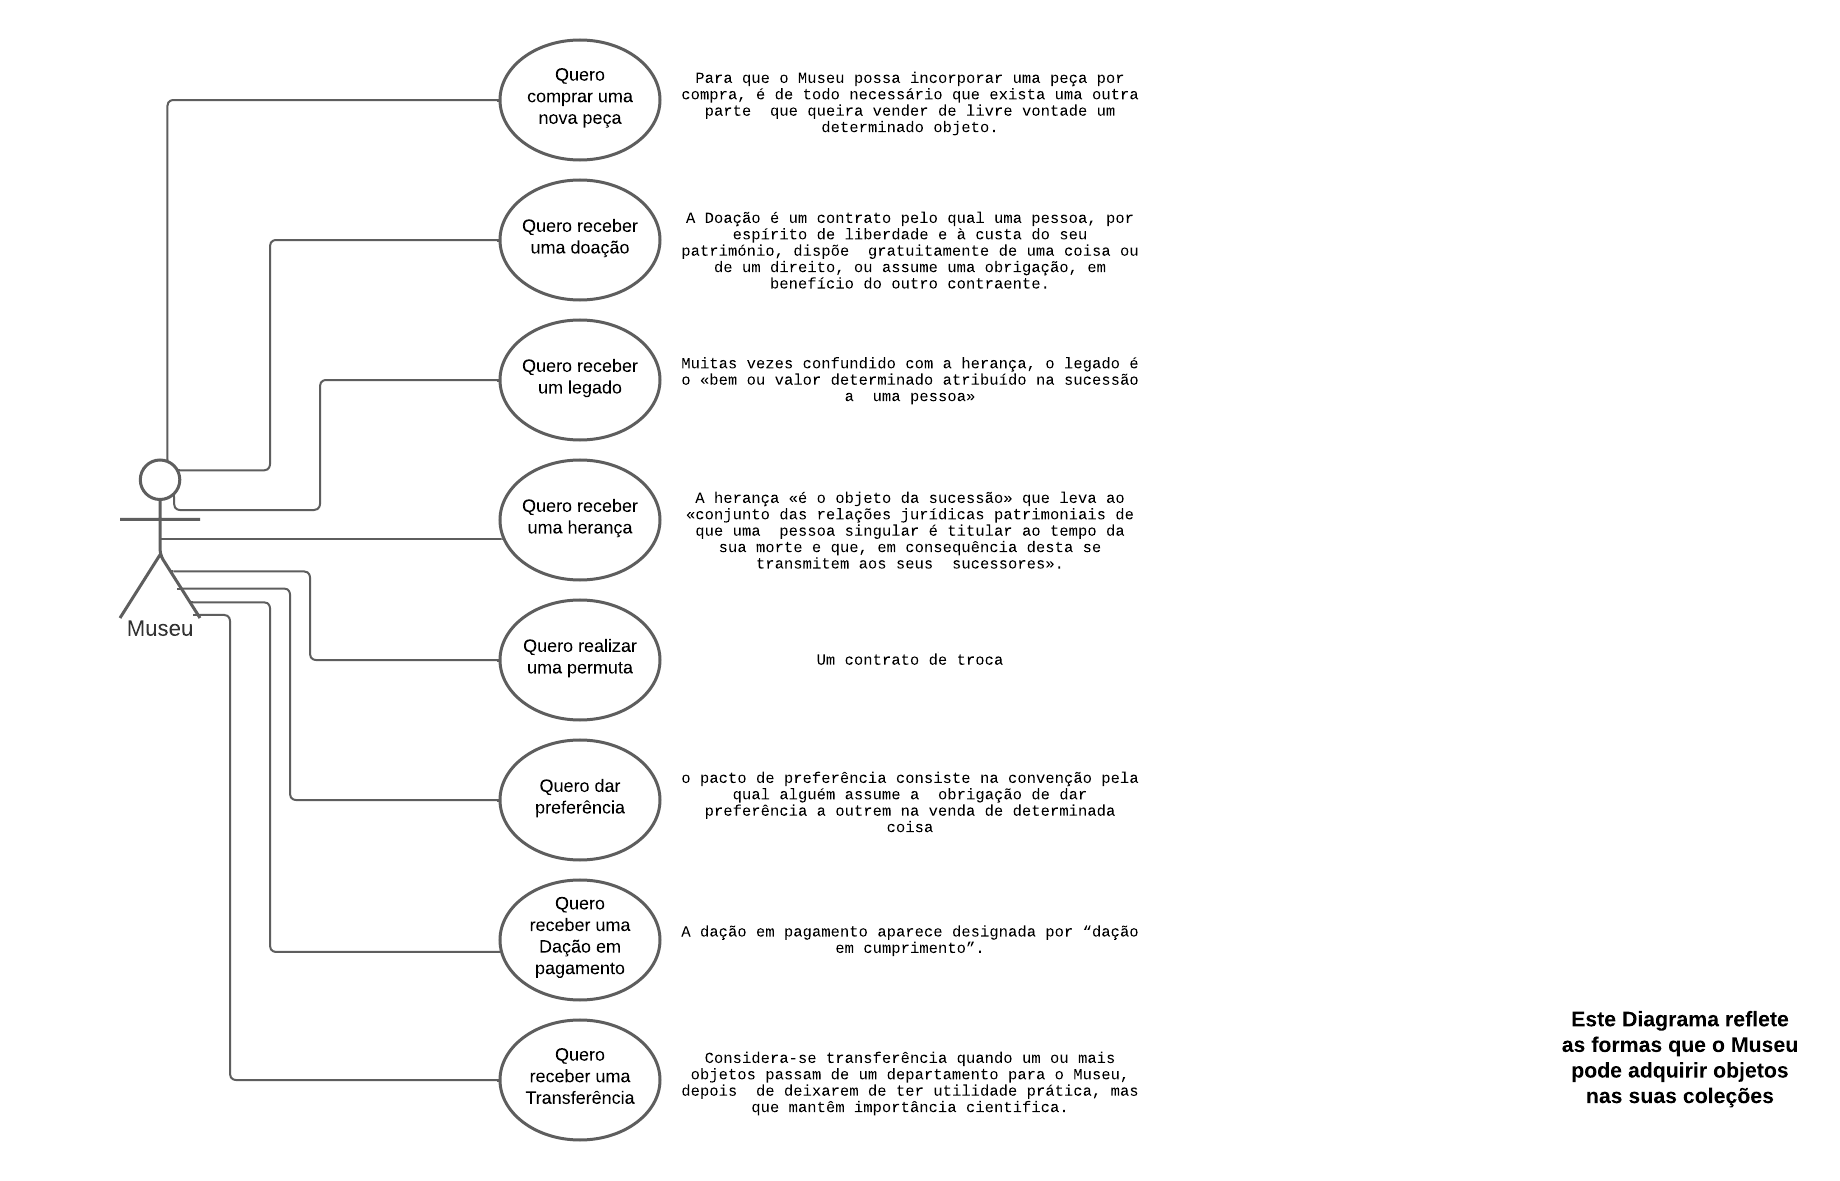 Quero
comprar uma
nova peça
Para que o Museu possa incorporar uma peça por
compra, é de todo necessário que exista uma outra
parte  que queira vender de livre vontade um
determinado objeto.
Quero receber
uma doação
A Doação é um contrato pelo qual uma pessoa, por
espírito de liberdade e à custa do seu
património, dispõe  gratuitamente de uma coisa ou
de um direito, ou assume uma obrigação, em
benefício do outro contraente.
Quero receber
um legado
Muitas vezes confundido com a herança, o legado é
o «bem ou valor determinado atribuído na sucessão
a  uma pessoa»
Quero receber
uma herança
A herança «é o objeto da sucessão» que leva ao
«conjunto das relações jurídicas patrimoniais de
que uma  pessoa singular é titular ao tempo da
sua morte e que, em consequência desta se
transmitem aos seus  sucessores».
Museu
Quero realizar
uma permuta
Um contrato de troca
Quero dar
preferência
o pacto de preferência consiste na convenção pela
qual alguém assume a  obrigação de dar
preferência a outrem na venda de determinada
coisa
Quero
receber uma
Dação em
pagamento
A dação em pagamento aparece designada por “dação
em cumprimento”.
Quero
receber uma
Transferência
Considera-se transferência quando um ou mais
objetos passam de um departamento para o Museu,
depois  de deixarem de ter utilidade prática, mas
que mantêm importância cientifica.
Este Diagrama reflete
as formas que o Museu
pode adquirir objetos
nas suas coleções